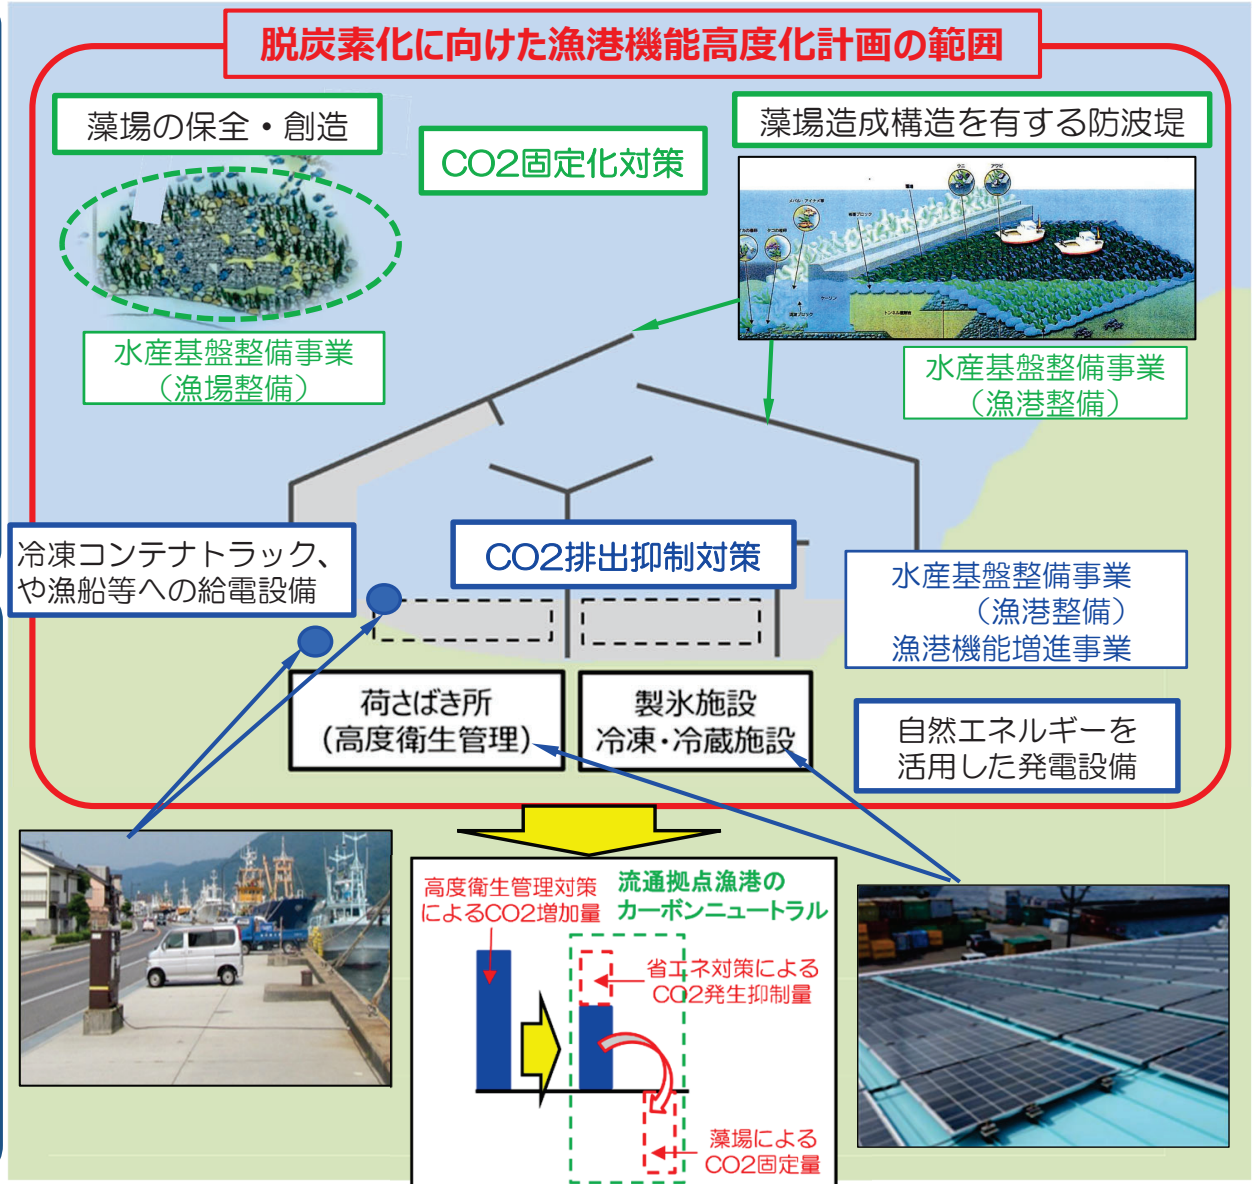 脱炭素化に向けた漁港機能高度化計画の範囲
藻場の保全・創造
CO2固定化対策
藻場造成構造を有する防波堤
ウニ
アワビ
水産基盤整備事業
（漁場整備）
水産基盤整備事業
（漁港整備）
冷凍コンテナトラック、
や漁船等への給電設備
CO2排出抑制対策
水産基盤整備事業
（漁港整備）
漁港機能増進事業
荷さばき所
（高度衛生管理）
製氷施設
冷凍・冷蔵施設
自然エネルギーを
活用した発電設備
高度衛生管理対策
によるCO2増加量
流通拠点漁港の
カーボンニュートラル
省エネ対策による
CO2発生抑制量
藻場による
CO2固定量